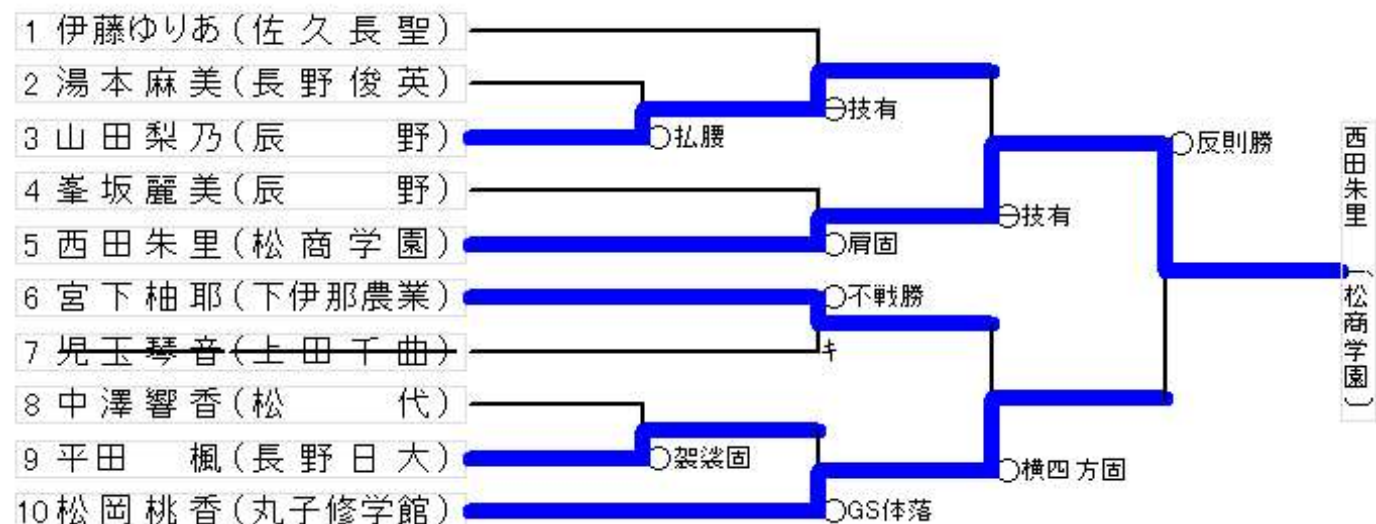 1 伊藤ゆりあ(佐久長聖)
2 湯本麻美(長野俊英)
3 山田梨乃(辰野)
4 峯坂麗美(辰野)
5 西田朱里(松商学園)
6 宮下柚耶(下伊那農業)
7 児玉琴音(上田千曲)
8 中澤響香(松代)
9 平田 楓(長野日大)
10 松岡桃香(丸子修学館)
○払腰
○袈裟固
⊖技有
○肩固
○不戦勝
キ
○GS体落
⊖技有
○横四方固
○反則勝
西田朱里(松商学園)